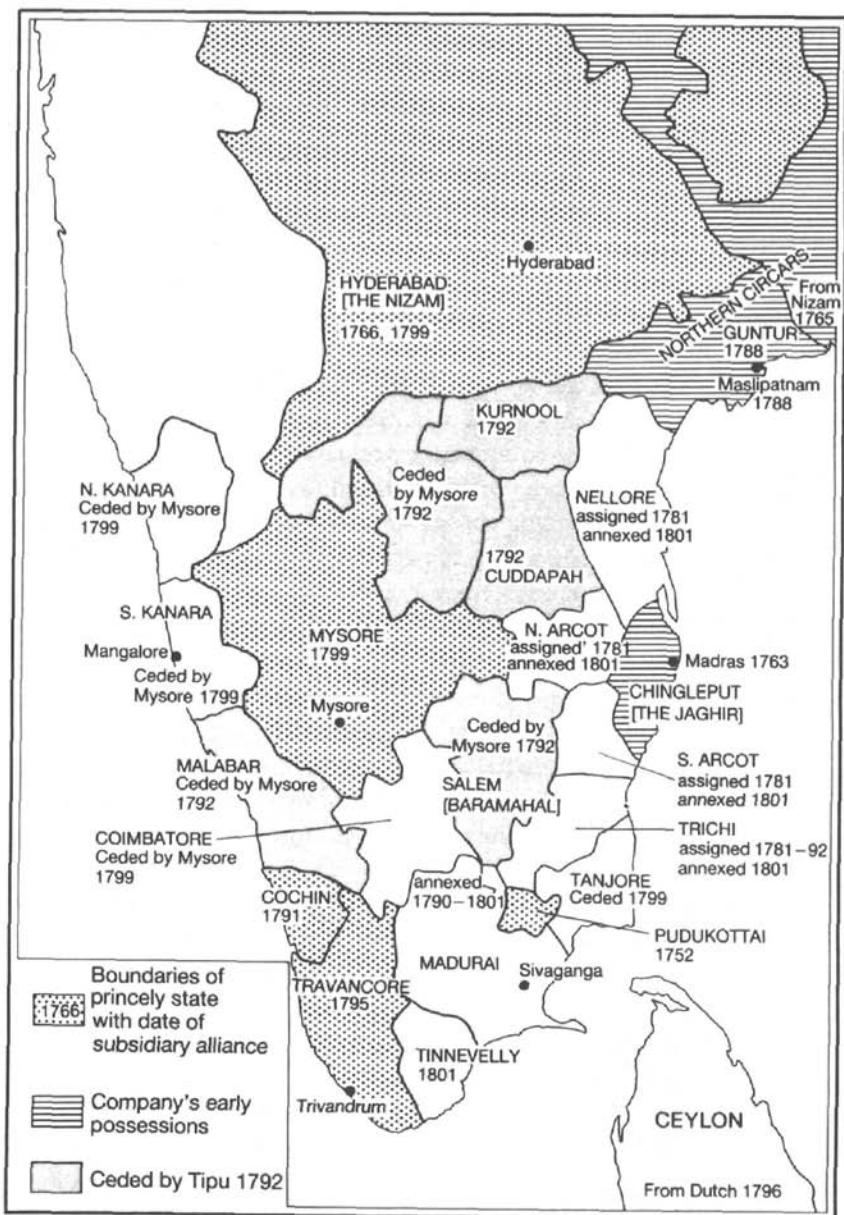 Hyderabad
HYDERABAD
[THE NIZAM]
1766, 1799
NORTHERN CIRCARS
From
Nizam
1765
GUNTUR
1788
Maslipatnam
1788
KURNOOL
1792
Ceded
by Mysore
1792
N. KANARA
Ceded by Mysore
1799
NELLORE
assigned 1781
annexed 1801
1792
CUDDAPAH
S. KANARA
Mangalore
Ceded by
Mysore 1799
MYSORE
1799
Mysore
N. ARCOT
assigned' 1781
annexed 1801
Madras 1763
CHINGLEPUT
[THE JAGHIR]
Ceded by
Mysore 1792
MALABAR
Ceded by Mysore
1792
SALEM
[BARAMAHAL]
S. ARCOT
assigned 1781
annexed 1801
COIMBATORE
Ceded by Mysore
1799
TRICHI
assigned 1781–92
annexed 1801
COCHIN
1791
annexed
1790–1801
TANJORE
Ceded 1799
PUDUKOTTAI
1752
MADURAI
Sivaganga
TRAVANCORE
1795
TINNEVELLY
1801
Trivandrum
CEYLON
From Dutch 1796
1766
Boundaries of
princely state
with date of
subsidiary alliance
Company's early
possessions
Ceded by Tipu 1792